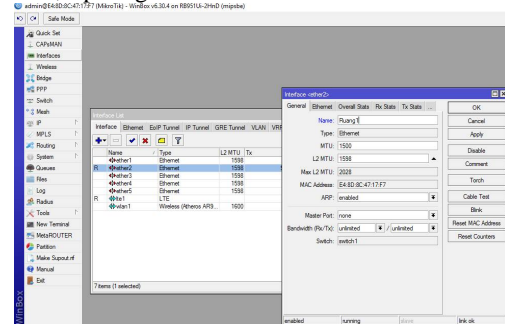 admin@E4:8D:8C:47:17:F7 (MikroTik) - WinBox v6.30.4 on RB951Ui-2HnD (mipsbe)
Safe Mode
Quick Set
CAPsMAN
Interfaces
Wireless
Bridge
PPP
Switch
Mesh
IP
MPLS
Routing
System
Queues
Files
Log
Radius
Tools
New Terminal
MetaROUTER
Partition
Make Supout.rif
Manual
Exit
WinBox
Interface List
Interface Ethernet EoIP Tunnel IP Tunnel GRE Tunnel VLAN VRR
Name / Type L2 MTU Tx
ether1 Ethernet 1598
R ether2 Ethernet 1598
ether3 Ethernet 1598
ether4 Ethernet 1598
ether5 Ethernet 1598
R lte1 LTE
wlan1 Wireless (Atheros AR9... 1600
7 items (1 selected)
Interface <ether2>
General Ethernet Overall Stats Rx Stats Tx Stats ...
Name: Ruang1
Type: Ethernet
MTU: 1500
L2 MTU: 1598
Max L2 MTU: 2028
MAC Address: E4:8D:8C:47:17:F7
ARP: enabled
Master Port: none
Bandwidth (Rx/Tx): unlimited / unlimited
Switch: switch1
OK
Cancel
Apply
Disable
Comment
Torch
Cable Test
Blink
Reset MAC Address
Reset Counters
enabled running slave link ok